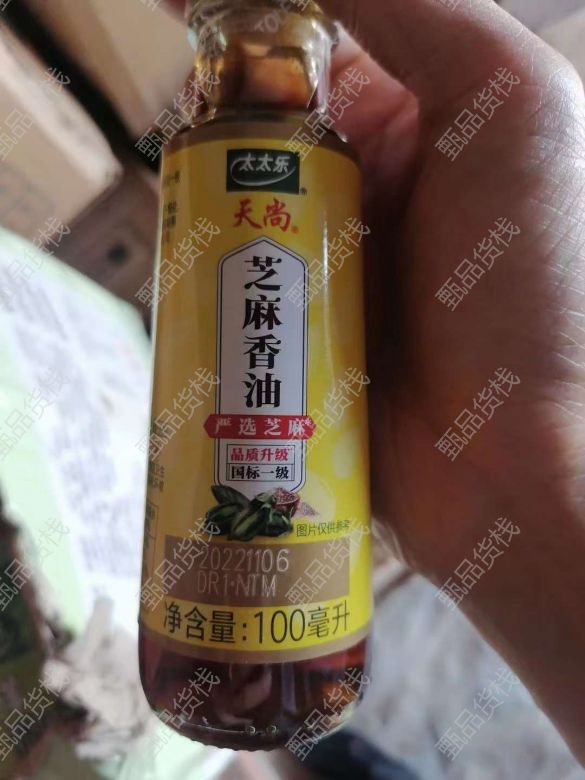 太太乐
天尚
芝麻香油
严选芝麻
品质升级
国标一级
图片仅供参考
20221106
DR1·NTM
净含量:100毫升
甄品货栈